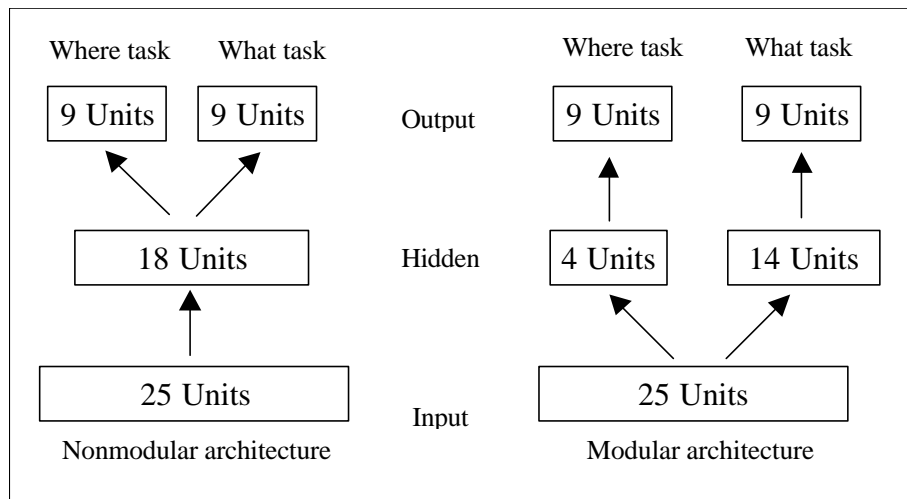 Where task What task Where task What task
9 Units 9 Units Output 9 Units 9 Units
18 Units Hidden 4 Units 14 Units
25 Units Input 25 Units
Nonmodular architecture Modular architecture